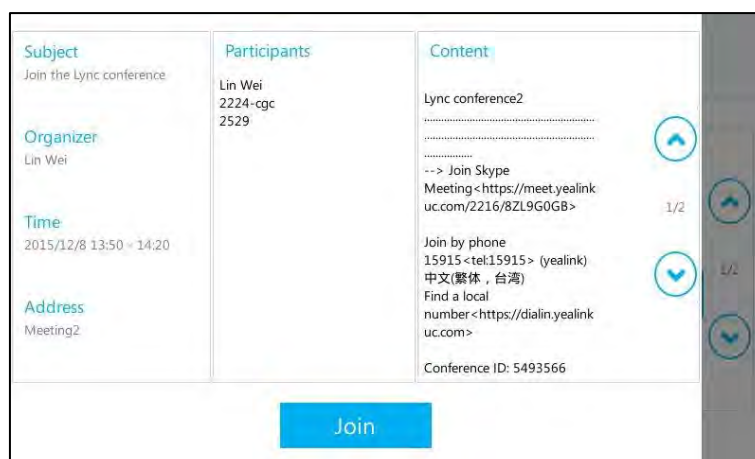 Subject
Join the Lync conference
Organizer
Lin Wei
Time
2015/12/8 13:50 - 14:20
Address
Meeting2
Participants
Lin Wei
2224-cgc
2529
Content
Lync conference2
..............................................................
..............................................................
.................
--> Join Skype
Meeting<https://meet.yealink
uc.com/2216/8ZL9G0GB>
Join by phone
15915<tel:15915> (yealink)
中文(繁体，台湾)
Find a local
number<https://dialin.yealink
uc.com>
Conference ID: 5493566
1/2
1/2
Join